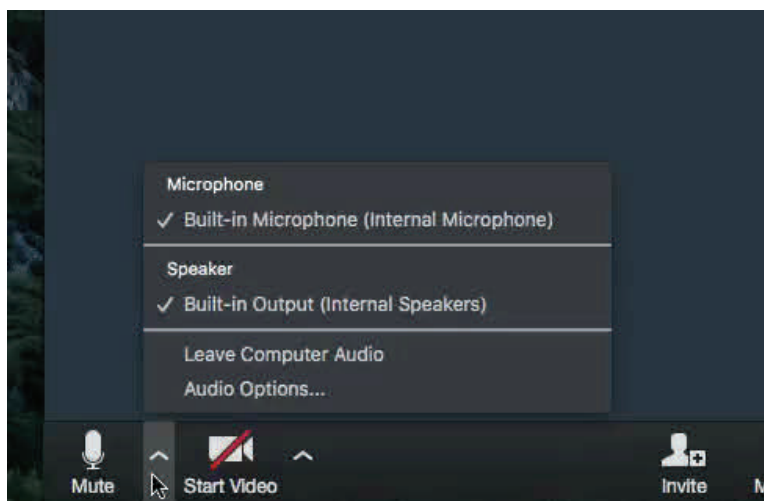 Microphone
✓ Built-in Microphone (Internal Microphone)
Speaker
✓ Built-in Output (Internal Speakers)
Leave Computer Audio
Audio Options...
Mute Start Video Invite M